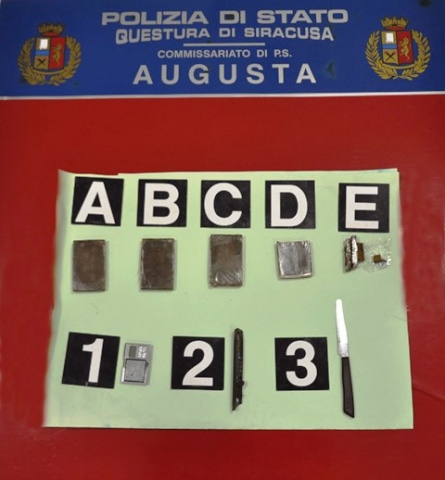 POLIZIA DI STATO
QUESTURA DI SIRACUSA
COMMISSARIATO DI P.S.
AUGUSTA
A B C D E
1 2 3